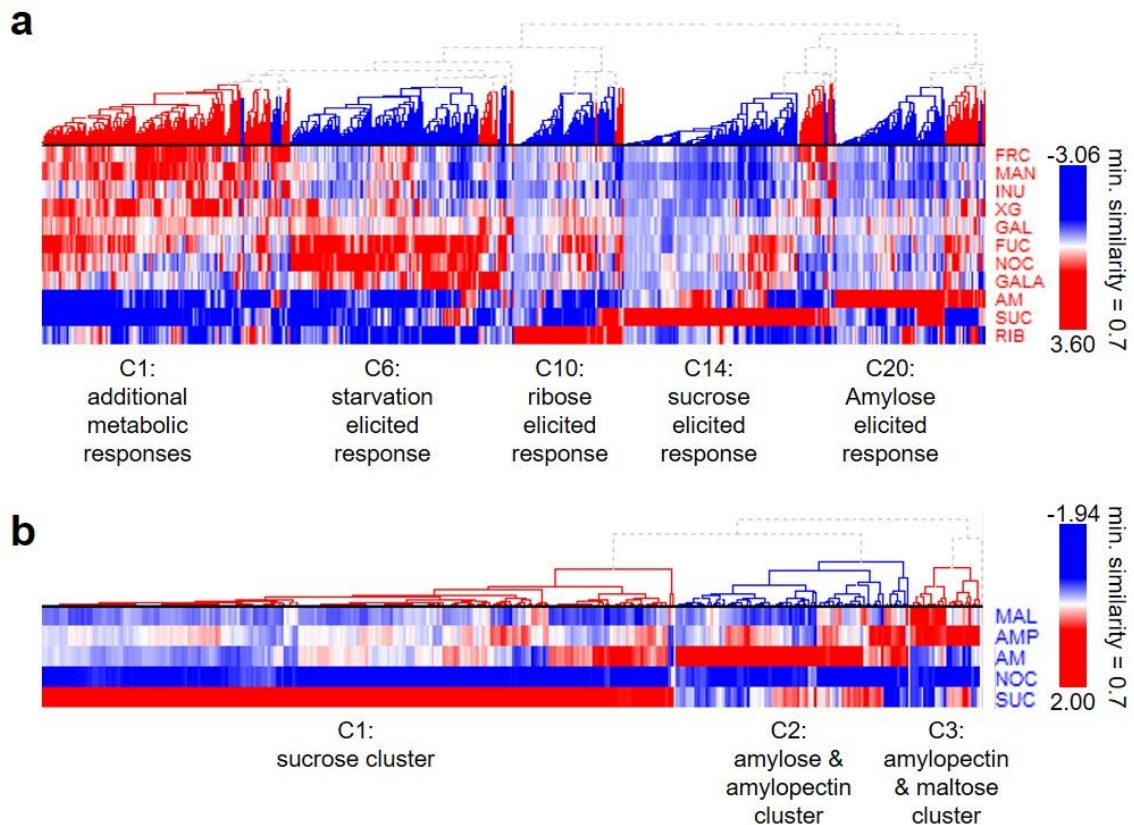 a
FRC
MAN
INU
XG
GAL
FUC
NOC
GALA
AM
SUC
RIB
-3.06
min. similarity = 0.7
3.60
C1:
additional
metabolic
responses
C6:
starvation
elicited
response
C10:
ribose
elicited
response
C14:
sucrose
elicited
response
C20:
Amylose
elicited
response
b
MAL
AMP
AM
NOC
SUC
-1.94
min. similarity = 0.7
2.00
C1:
sucrose cluster
C2:
amylose &
amylopectin
cluster
C3:
amylopectin
& maltose
cluster